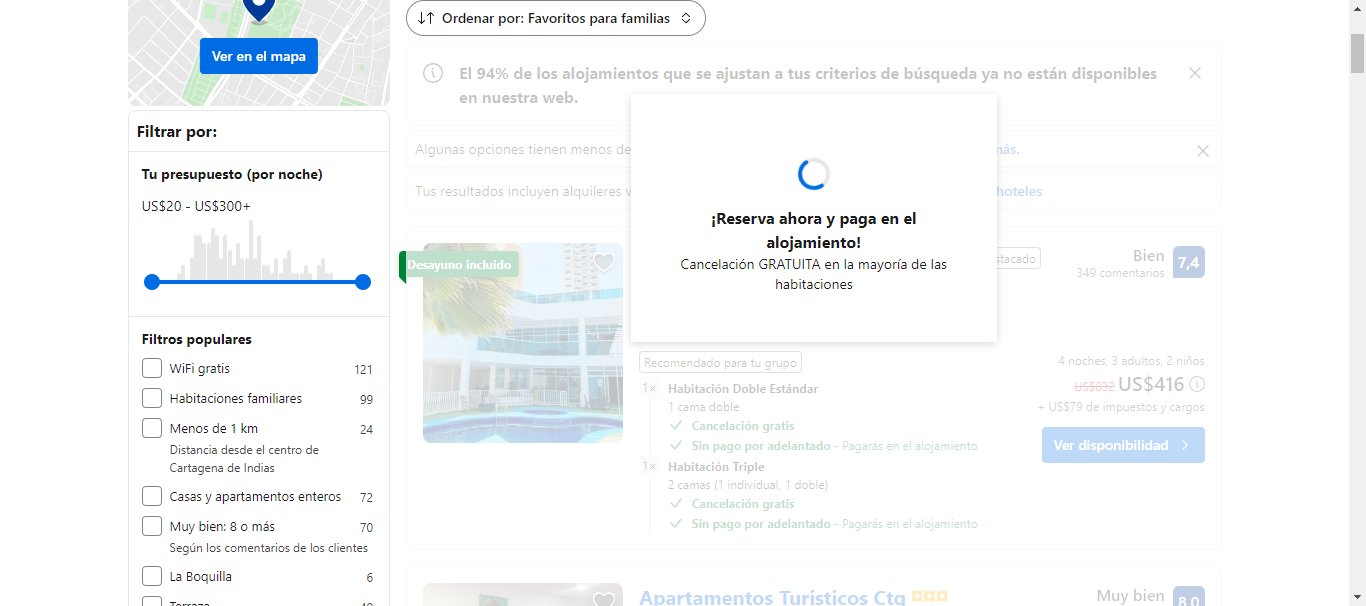 Ver en el mapa
Filtrar por:
Tu presupuesto (por noche)
US$20 - US$300+
Filtros populares
WiFi gratis 121
Habitaciones familiares 99
Menos de 1 km 24
Distancia desde el centro de
Cartagena de Indias
Casas y apartamentos enteros 72
Muy bien: 8 o más 70
Según los comentarios de los clientes
La Boquilla 6
Terraza
Ordenar por: Favoritos para familias
El 94% de los alojamientos que se ajustan a tus criterios de búsqueda ya no están disponibles
en nuestra web.
Algunas opciones tienen menos de
más.
Tus resultados incluyen alquileres v
hoteles
¡Reserva ahora y paga en el
alojamiento!
Cancelación GRATUITA en la mayoría de las
habitaciones
Desayuno incluido
stacado
Bien 7,4
349 comentarios
Recomendado para tu grupo
1× Habitación Doble Estándar
1 cama doble
Cancelación gratis
Sin pago por adelantado - Pagarás en el alojamiento
1× Habitación Triple
2 camas (1 individual, 1 doble)
Cancelación gratis
Sin pago por adelantado - Pagarás en el alojamiento
4 noches, 3 adultos, 2 niños
US$832 US$416
+ US$79 de impuestos y cargos
Ver disponibilidad
Apartamentos Turisticos Ctg
Muy bien 8,0